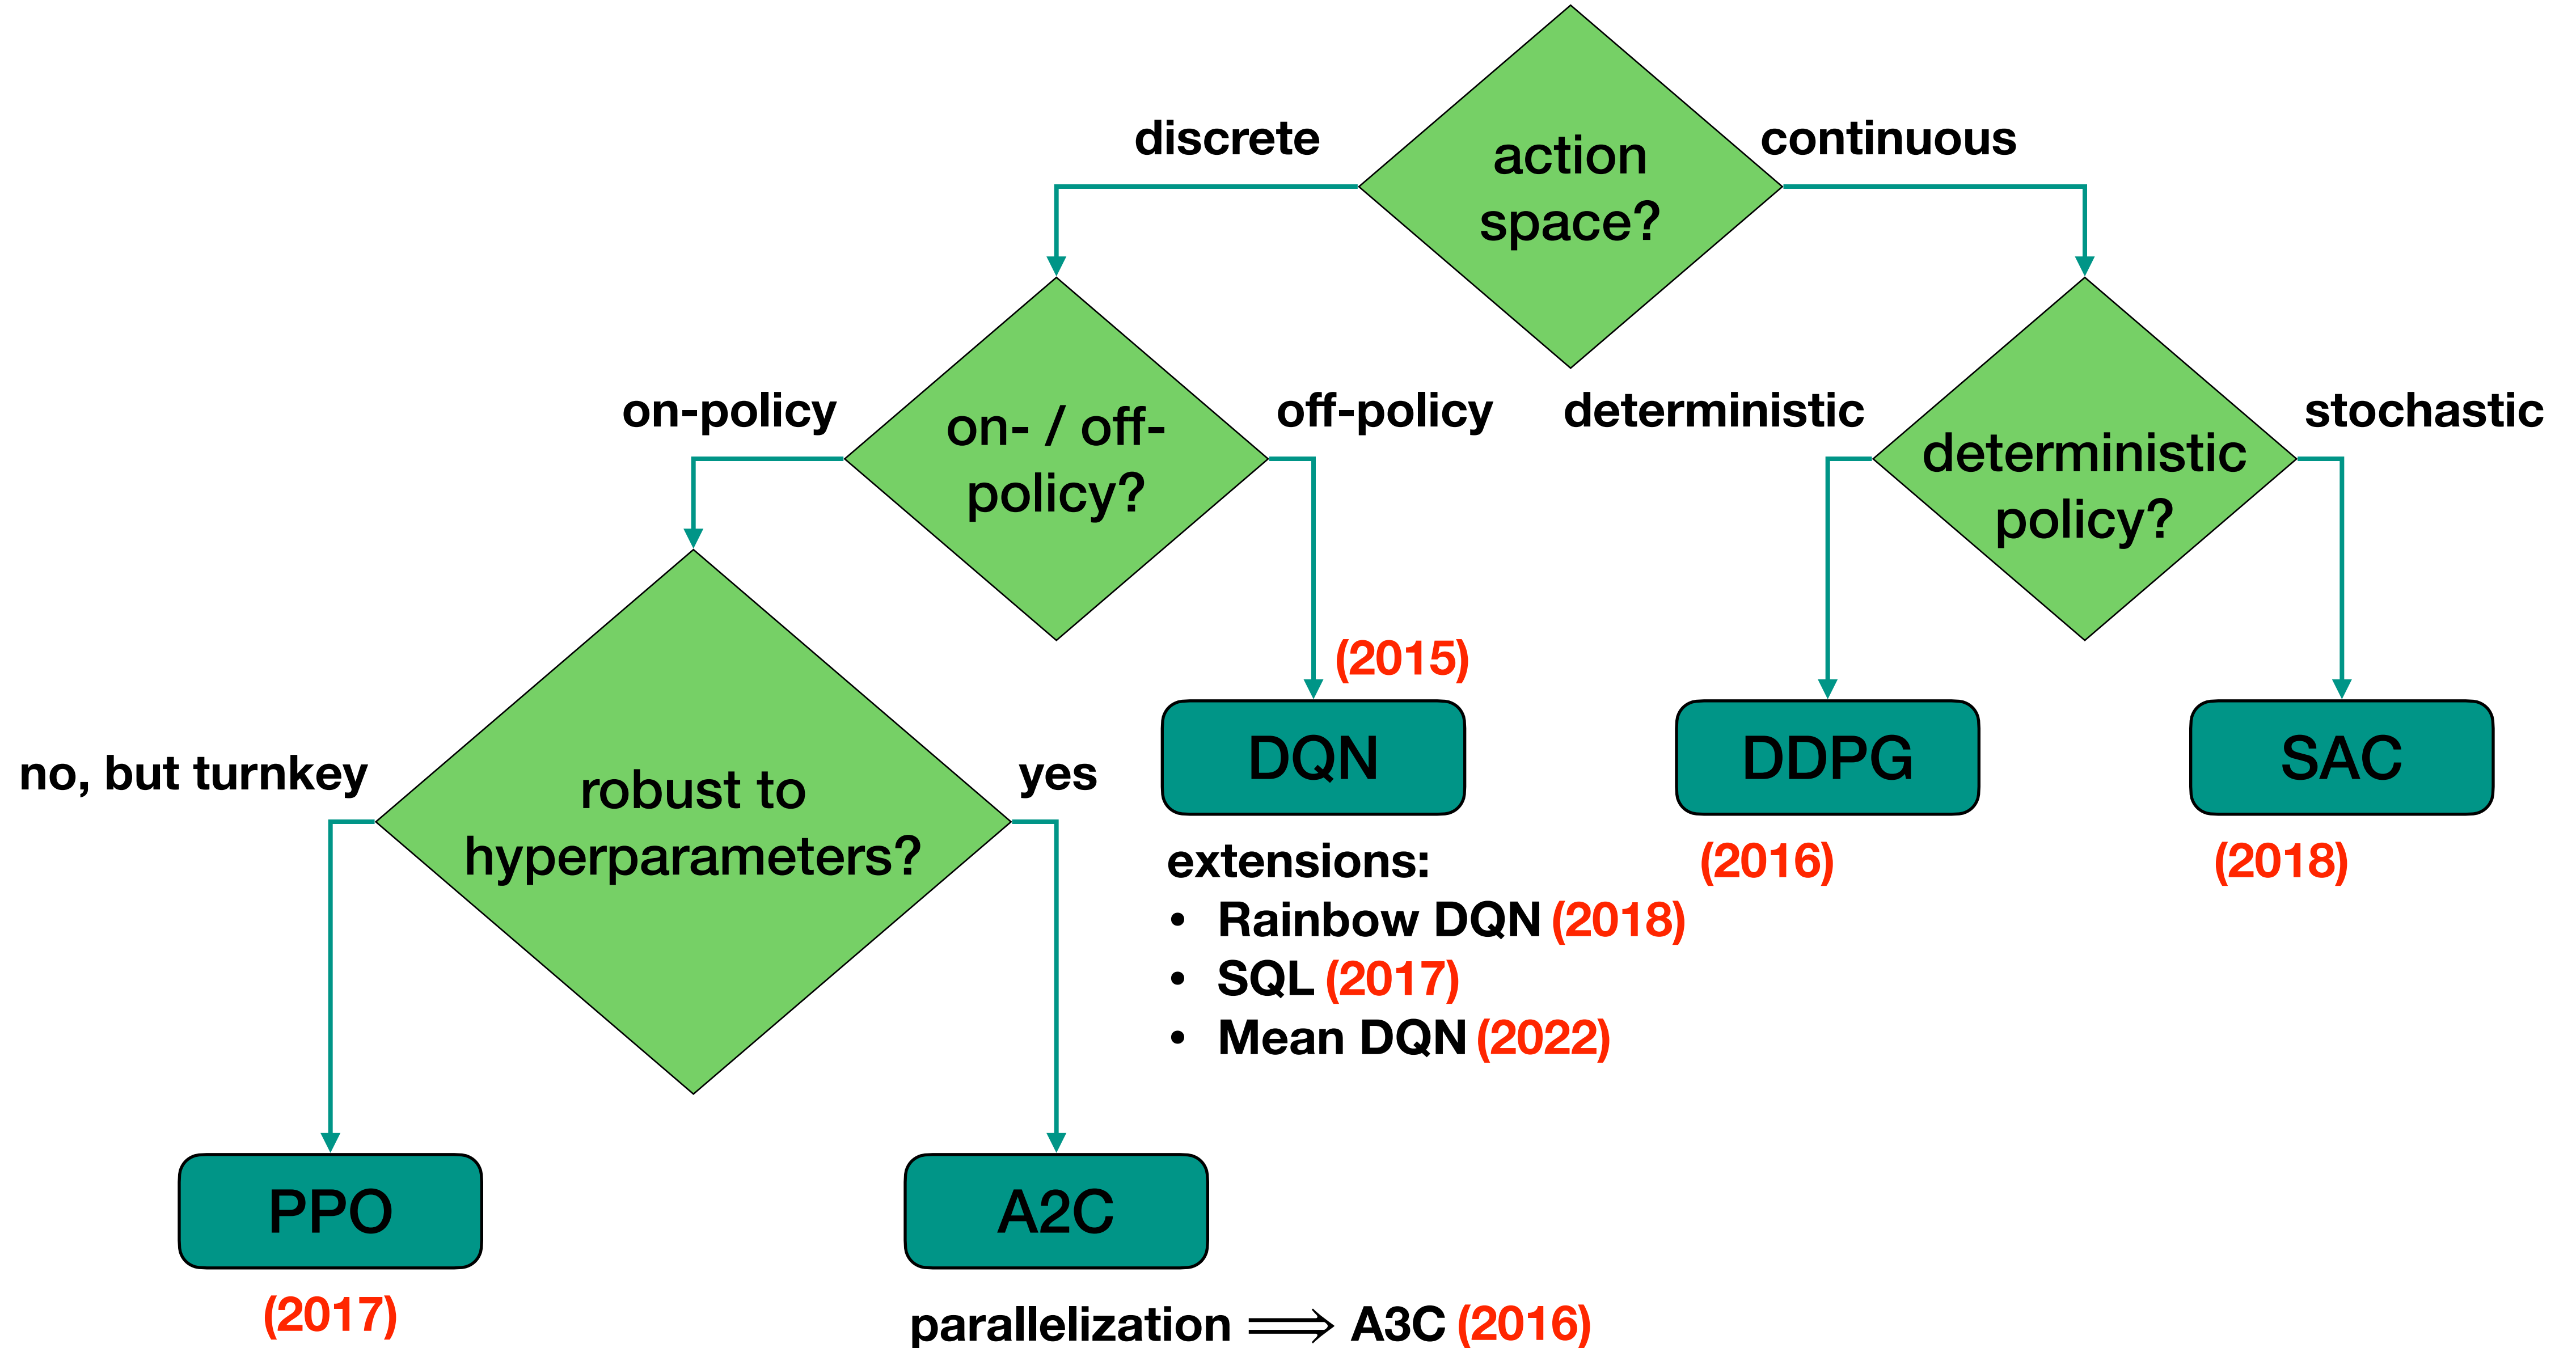 discrete
action
space?
continuous
on-policy
on- / off-
policy?
off-policy
deterministic
deterministic
policy?
stochastic
no, but turnkey
robust to
hyperparameters?
yes
(2015)
DQN
extensions:
• Rainbow DQN (2018)
• SQL (2017)
• Mean DQN (2022)
DDPG
(2016)
SAC
(2018)
PPO
(2017)
A2C
parallelization ⟹ A3C (2016)